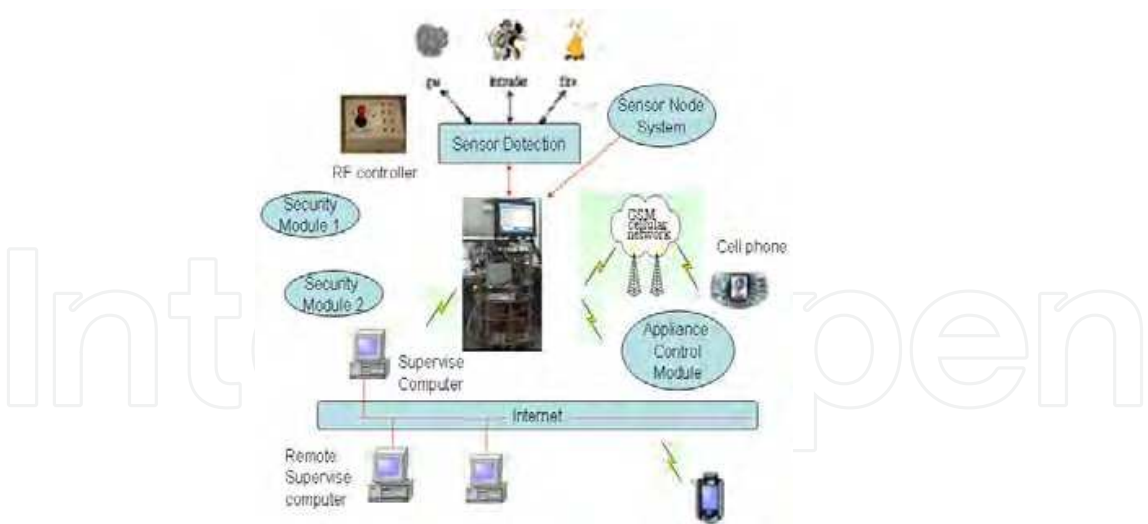 gas
intruder
fire
Sensor Detection
Sensor Node
System
RF controller
Security
Module 1
GSM
cellular
network
Cell phone
Security
Module 2
Appliance
Control
Module
Supervise
Computer
Internet
Remote
Supervise
computer